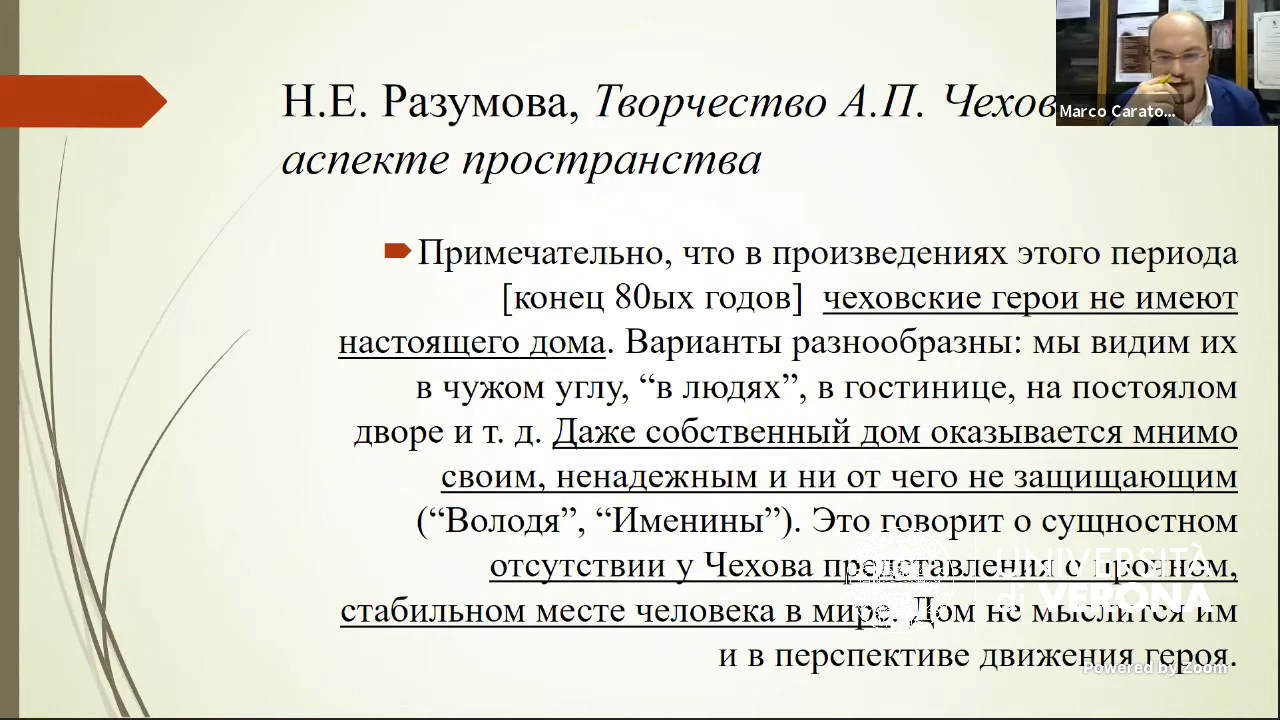 Н.Е. Разумова, Творчество А.П. Чехов
аспекте пространства
Marco Carato...
Примечательно, что в произведениях этого периода
[конец 80ых годов] чеховские герои не имеют
настоящего дома. Варианты разнообразны: мы видим их
в чужом углу, “в людях”, в гостинице, на постоялом
дворе и т. д. Даже собственный дом оказывается мнимо
своим, ненадежным и ни от чего не защищающим
(“Володя”, “Именины”). Это говорит о сущностном
отсутствии у Чехова представления о прочном,
стабильном месте человека в мире. Дом не мыслится им
и в перспективе движения героя.
UNIVERSITÀ
di VERONA
Powered by Zoom